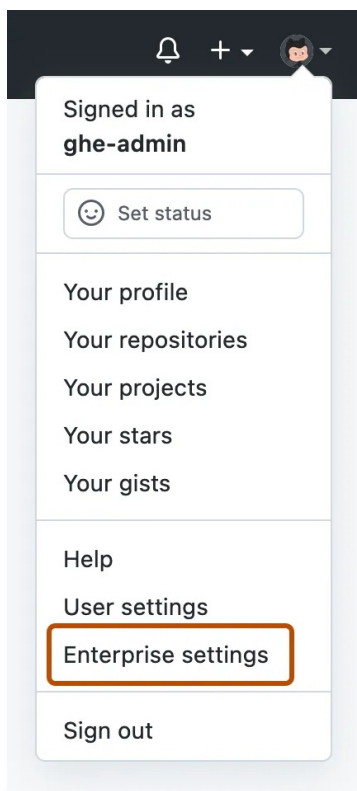 Signed in as
ghe-admin
Set status
Your profile
Your repositories
Your projects
Your stars
Your gists
Help
User settings
Enterprise settings
Sign out